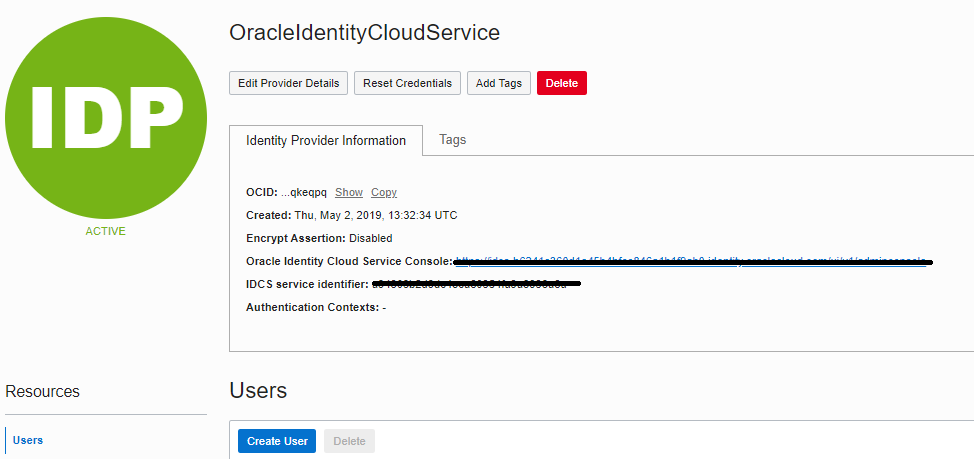 IDP
ACTIVE
OracleIdentityCloudService
Edit Provider Details Reset Credentials Add Tags Delete
Identity Provider Information Tags
OCID: ...qkeqpq Show Copy
Created: Thu, May 2, 2019, 13:32:34 UTC
Encrypt Assertion: Disabled
Oracle Identity Cloud Service Console:
IDCS service identifier:
Authentication Contexts: -
Resources
Users
Users
Create User Delete